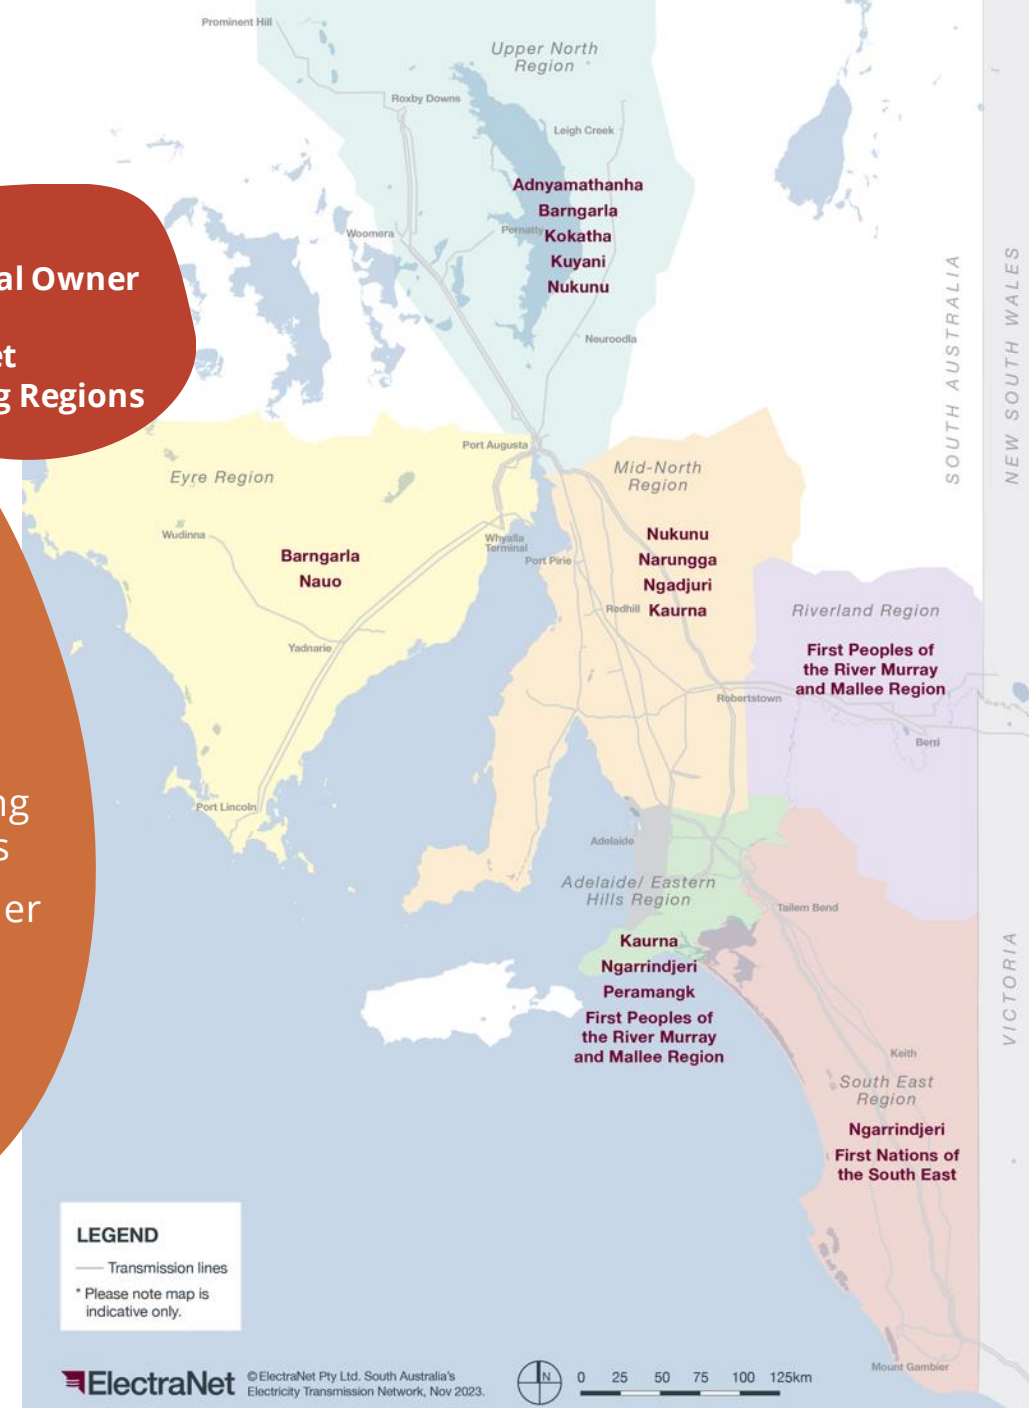 Prominent Hill
Upper North
Region
Roxby Downs
Leigh Creek
Adnyamathanha
Barngarla
Pernatty
Kokatha
Kuyani
Nukunu
Woomera
al Owner
et
g Regions
Neuroodla
SOUTH AUSTRALIA
NEW SOUTH WALES
Port Augusta
Eyre Region
Mid-North
Region
Wudinna
Barngarla
Nauo
Whyalla
Terminal
Port Pirie
Nukunu
Narungga
Ngadjuri
Kaurna
Redhill
Riverland Region
First Peoples of
the River Murray
and Mallee Region
Yadnarie
Robertstown
Berri
Port Lincoln
ng
s
er
Adelaide
Adelaide/ Eastern
Hills Region
Tailem Bend
Kaurna
Ngarrindjeri
Peramangk
First Peoples of
the River Murray
and Mallee Region
VICTORIA
Keith
South East
Region
Ngarrindjeri
First Nations of
the South East
Mount Gambier
LEGEND
Transmission lines
* Please note map is
indicative only.
ElectraNet
© ElectraNet Pty Ltd. South Australia's
Electricity Transmission Network, Nov 2023.
N
0 25 50 75 100 125km